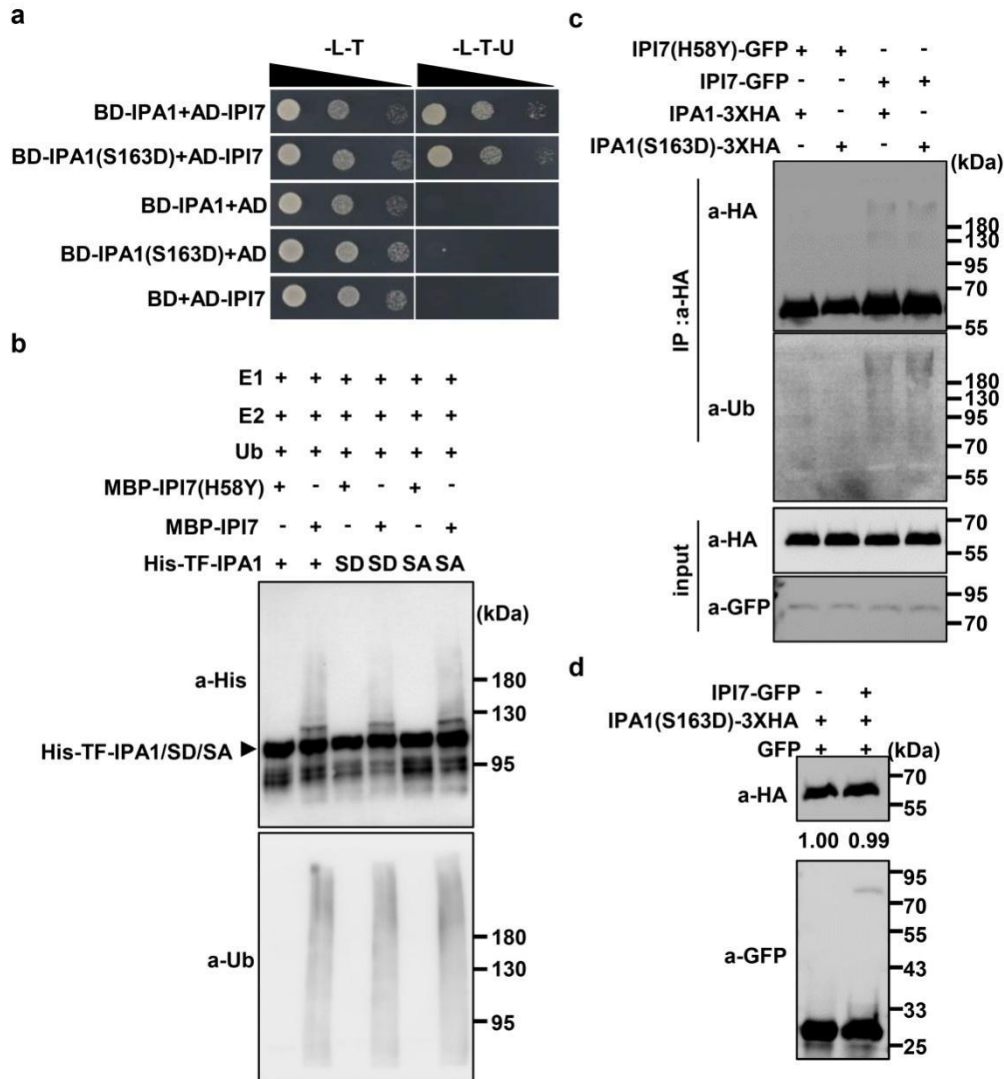 a
-L-T -L-T-U
BD-IPA1+AD-IPI7
BD-IPA1(S163D)+AD-IPI7
BD-IPA1+AD
BD-IPA1(S163D)+AD
BD+AD-IPI7
b
E1 + + + + + +
E2 + + + + + +
Ub + + + + + +
MBP-IPI7(H58Y) + - + - + -
MBP-IPI7 - + - + - +
His-TF-IPA1 + + SD SD SA SA
(kDa)
a-His
180
130
His-TF-IPA1/SD/SA
95
a-Ub
180
130
95
c
IPI7(H58Y)-GFP + + - -
IPI7-GFP - - + +
IPA1-3XHA + - + -
IPA1(S163D)-3XHA - + - +
(kDa)
IP :a-HA
a-HA
180
130
95
70
55
a-Ub
180
130
95
70
55
input
a-HA
70
55
a-GFP
95
70
d
IPI7-GFP - +
IPA1(S163D)-3XHA + +
GFP + + (kDa)
a-HA
70
55
1.00 0.99
a-GFP
95
70
55
43
33
25